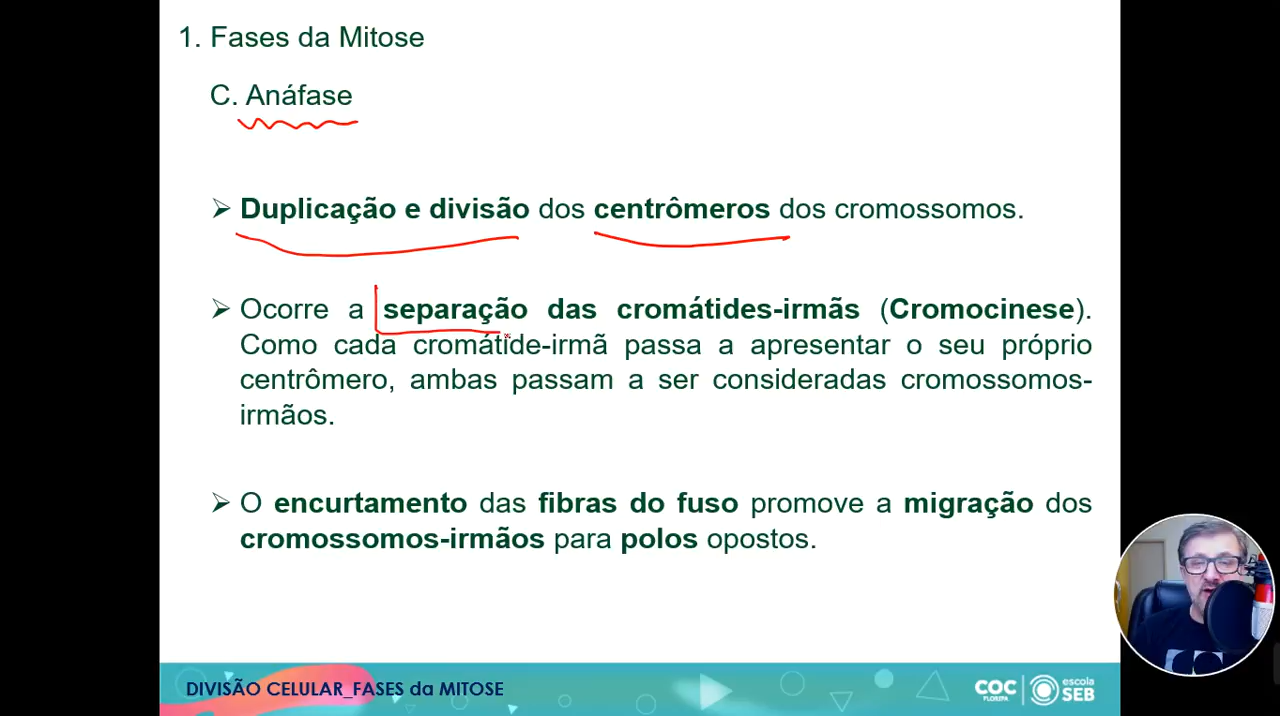 1. Fases da Mitose
C. Anáfase
➢ Duplicação e divisão dos centrômeros dos cromossomos.
➢ Ocorre a separação das cromátides-irmãs (Cromocinese).
Como cada cromátide-irmã passa a apresentar o seu próprio
centrômero, ambas passam a ser consideradas cromossomos-
irmãos.
➢ O encurtamento das fibras do fuso promove a migração dos
cromossomos-irmãos para polos opostos.
DIVISÃO CELULAR_FASES da MITOSE
COC
FLORIPA
escola
SEB